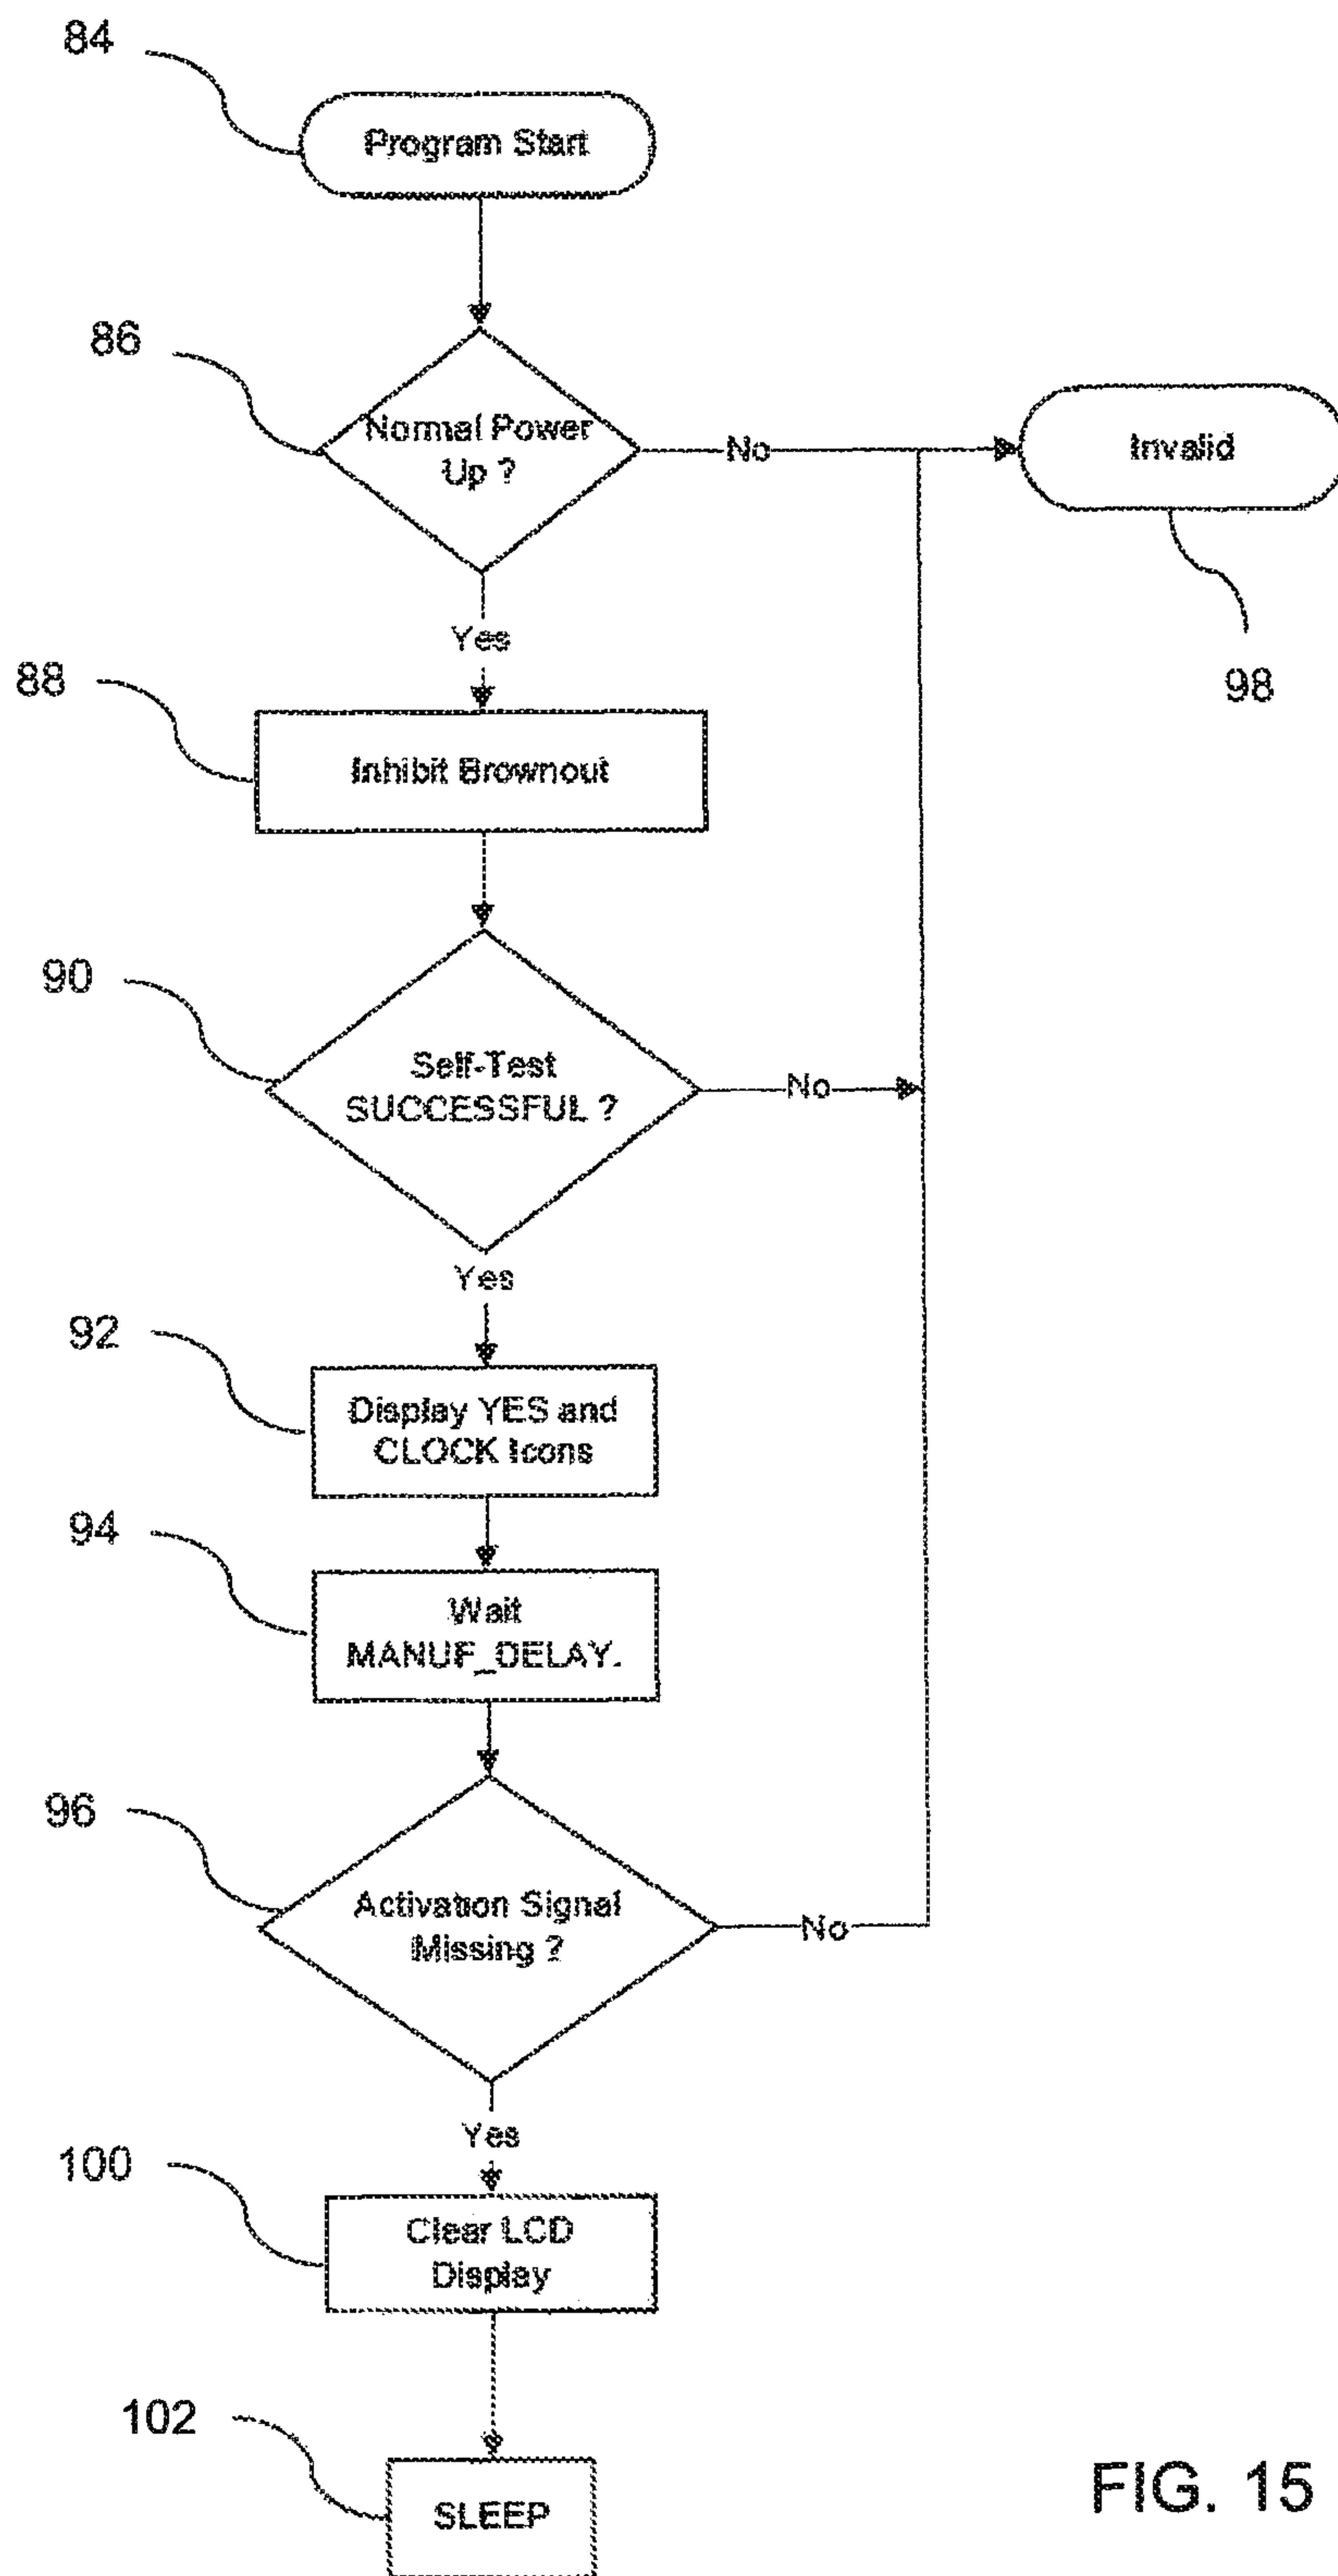 84
Program Start
86
Normal Power
Up ?
No
Invalid
98
Yes
88
Inhibit Brownout
90
Self-Test
SUCCESSFUL ?
No
Yes
92
Display YES and
CLOCK Icons
94
Wait
MANUF_DELAY.
96
Activation Signal
Missing ?
No
Yes
100
Clear LCD
Display
102
SLEEP
FIG. 15